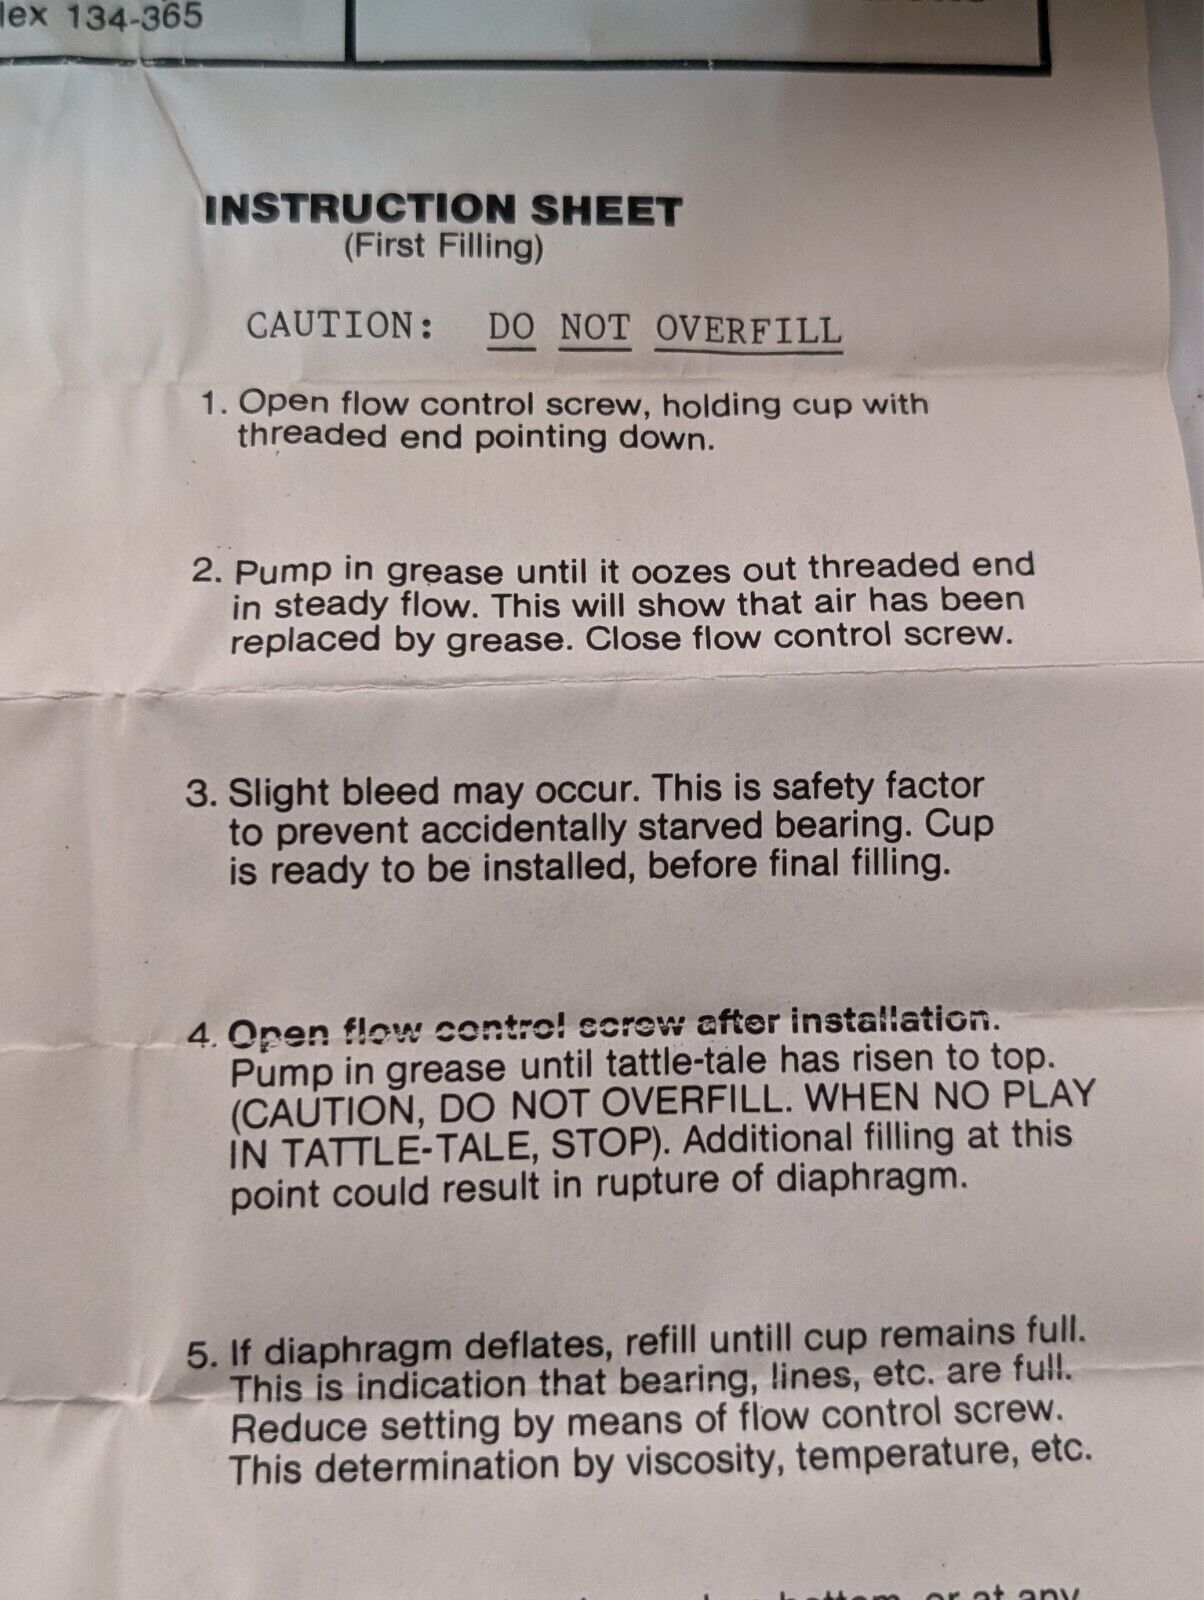 lex 134-365
INSTRUCTION SHEET
(First Filling)
CAUTION: DO NOT OVERFILL
1. Open flow control screw, holding cup with
threaded end pointing down.
2. Pump in grease until it oozes out threaded end
in steady flow. This will show that air has been
replaced by grease. Close flow control screw.
3. Slight bleed may occur. This is safety factor
to prevent accidentally starved bearing. Cup
is ready to be installed, before final filling.
4. Open flow control screw after installation.
Pump in grease until tattle-tale has risen to top.
(CAUTION, DO NOT OVERFILL. WHEN NO PLAY
IN TATTLE-TALE, STOP). Additional filling at this
point could result in rupture of diaphragm.
5. If diaphragm deflates, refill untill cup remains full.
This is indication that bearing, lines, etc. are full.
Reduce setting by means of flow control screw.
This determination by viscosity, temperature, etc.
bottom, or at any